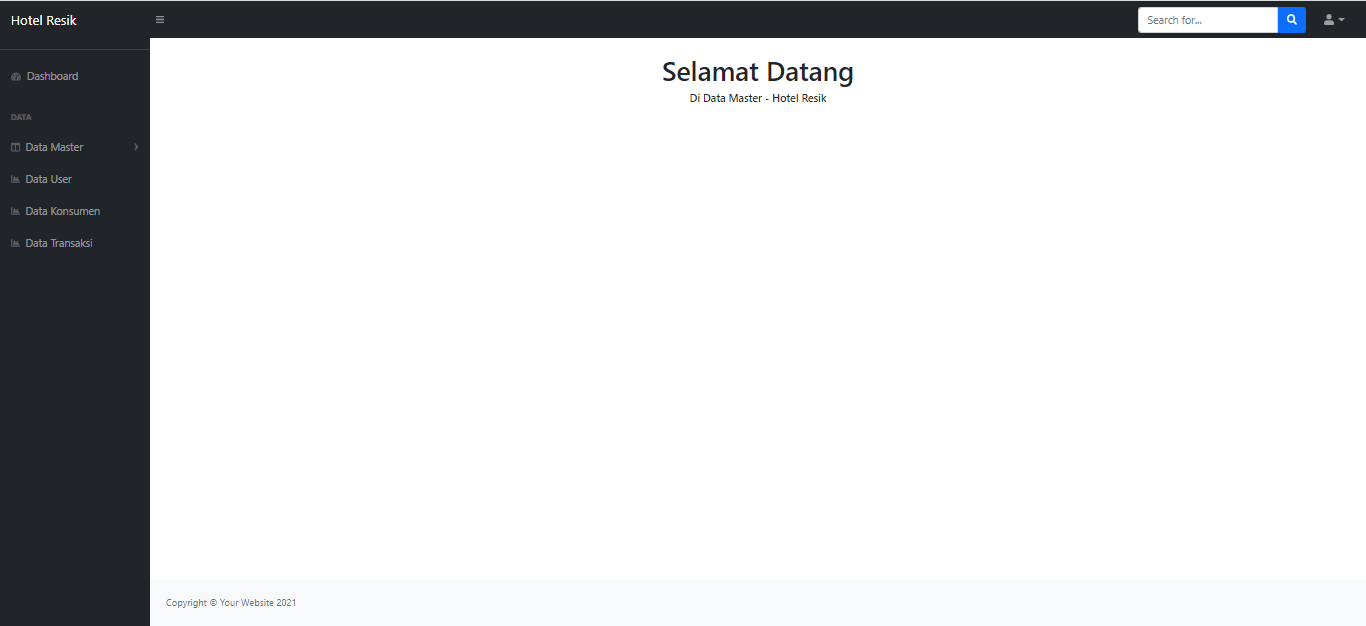 Hotel Resik
Search for...
Dashboard
DATA
Data Master
Data User
Data Konsumen
Data Transaksi
Selamat Datang
Di Data Master - Hotel Resik
Copyright © Your Website 2021